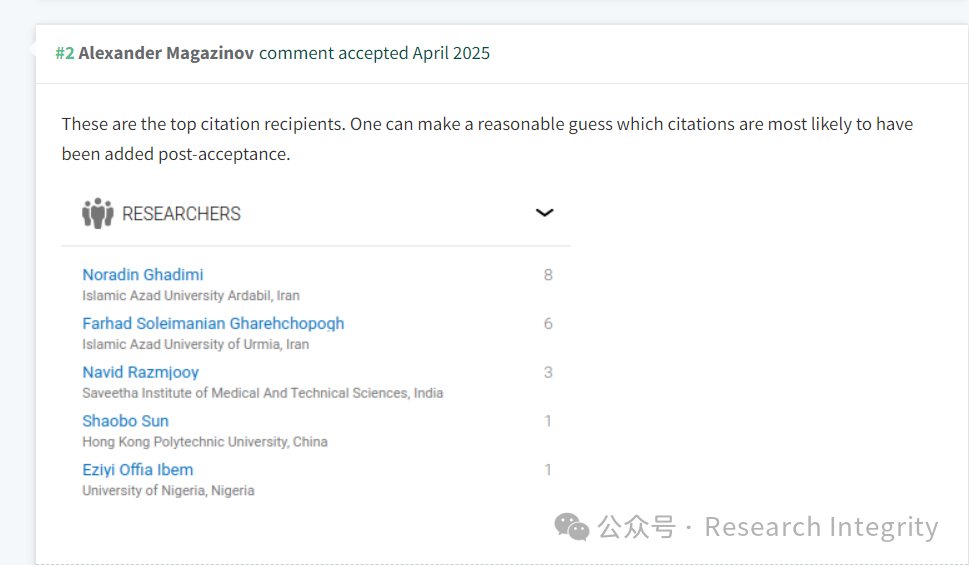 #2 Alexander Magazinov comment accepted April 2025
These are the top citation recipients. One can make a reasonable guess which citations are most likely to have
been added post-acceptance.
RESEARCHERS
Noradin Ghadimi 8
Islamic Azad University Ardabil, Iran
Farhad Soleimanian Gharehchopogh 6
Islamic Azad University of Urmia, Iran
Navid Razmjooy 3
Saveetha Institute of Medical And Technical Sciences, India
Shaobo Sun 1
Hong Kong Polytechnic University, China
Eziyi Offia Ibem 1
University of Nigeria, Nigeria
公众号 · Research Integrity